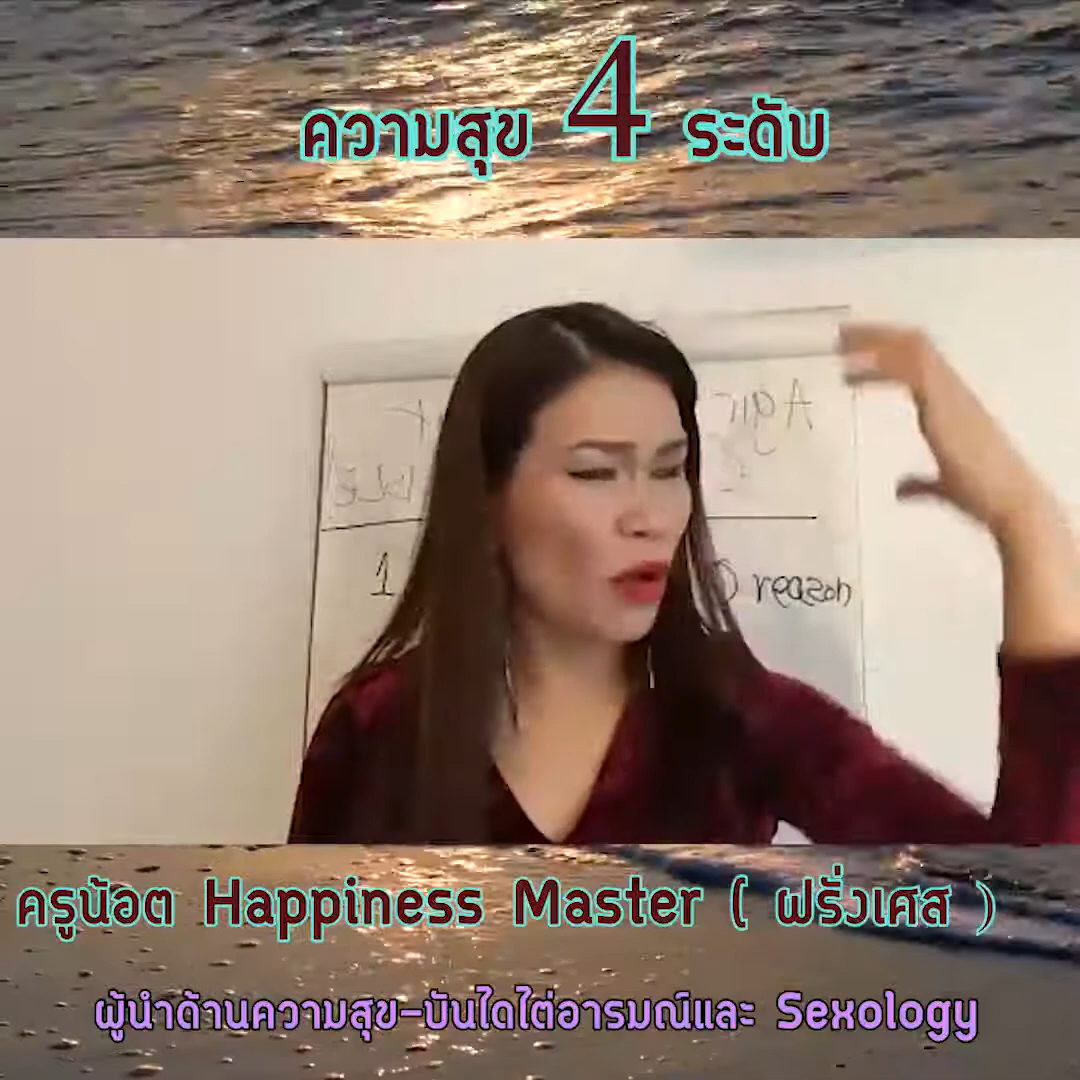 ความสุข 4 ระดับ
1
reason
ครูน้อต Happiness Master ( ฝรั่งเศส )
ผู้นำด้านความสุข-บันไดไต่อารมณ์และ Sexology